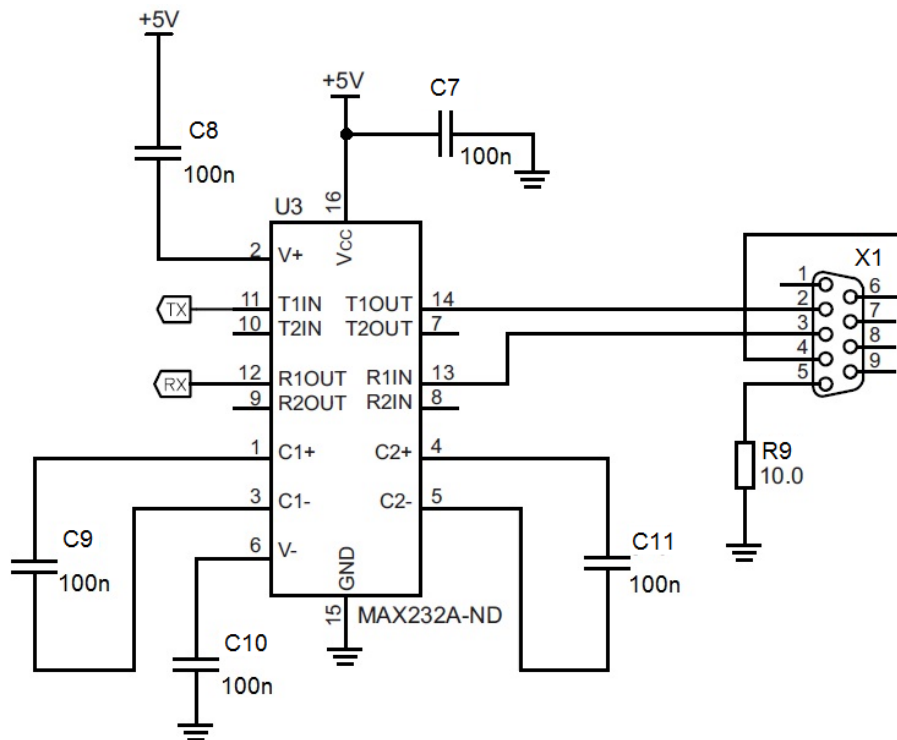 +5V
+5V
C7
100n
C8
100n
U3
16
Vcc
2 V+
11 T1IN T1OUT 14
10 T2IN T2OUT 7
TX
12 R1OUT R1IN 13
9 R2OUT R2IN 8
RX
1 C1+ C2+ 4
3 C1- C2- 5
6 V-
GND
15
MAX232A-ND
C9
100n
C10
100n
C11
100n
X1
1
2
3
4
5
6
7
8
9
R9
10.0